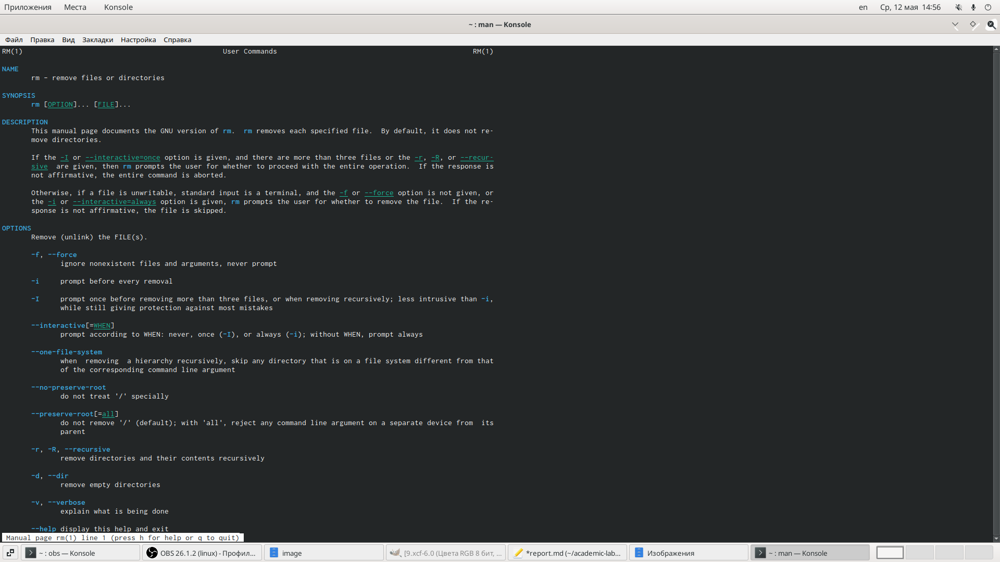 Приложения Места Konsole en Ср, 12 мая 14:56
~ : man — Konsole
Файл Правка Вид Закладки Настройка Справка
RM(1) User Commands RM(1)
NAME
rm - remove files or directories
SYNOPSIS
rm [OPTION]... [FILE]...
DESCRIPTION
This manual page documents the GNU version of rm.  rm removes each specified file.  By default, it does not re-
move directories.
If the -I or --interactive=once option is given, and there are more than three files or the -r, -R, or --recur-
sive  are given, then rm prompts the user for whether to proceed with the entire operation.  If the response is
not affirmative, the entire command is aborted.
Otherwise, if a file is unwritable, standard input is a terminal, and the -f or --force option is not given, or
the -i or --interactive=always option is given, rm prompts the user for whether to remove the file.  If the re-
sponse is not affirmative, the file is skipped.
OPTIONS
Remove (unlink) the FILE(s).
-f, --force
ignore nonexistent files and arguments, never prompt
-i prompt before every removal
-I prompt once before removing more than three files, or when removing recursively; less intrusive than -i,
while still giving protection against most mistakes
--interactive[=WHEN]
prompt according to WHEN: never, once (-I), or always (-i); without WHEN, prompt always
--one-file-system
when  removing  a hierarchy recursively, skip any directory that is on a file system different from that
of the corresponding command line argument
--no-preserve-root
do not treat '/' specially
--preserve-root[=all]
do not remove '/' (default); with 'all', reject any command line argument on a separate device from  its
parent
-r, -R, --recursive
remove directories and their contents recursively
-d, --dir
remove empty directories
-v, --verbose
explain what is being done
--help display this help and exit
Manual page rm(1) line 1 (press h for help or q to quit)
~ : obs — Konsole OBS 26.1.2 (linux) - Профил... image [9.xcf-6.0 (Цвета RGB 8 бит, ... *report.md (~/academic-lab... Изображения ~ : man — Konsole